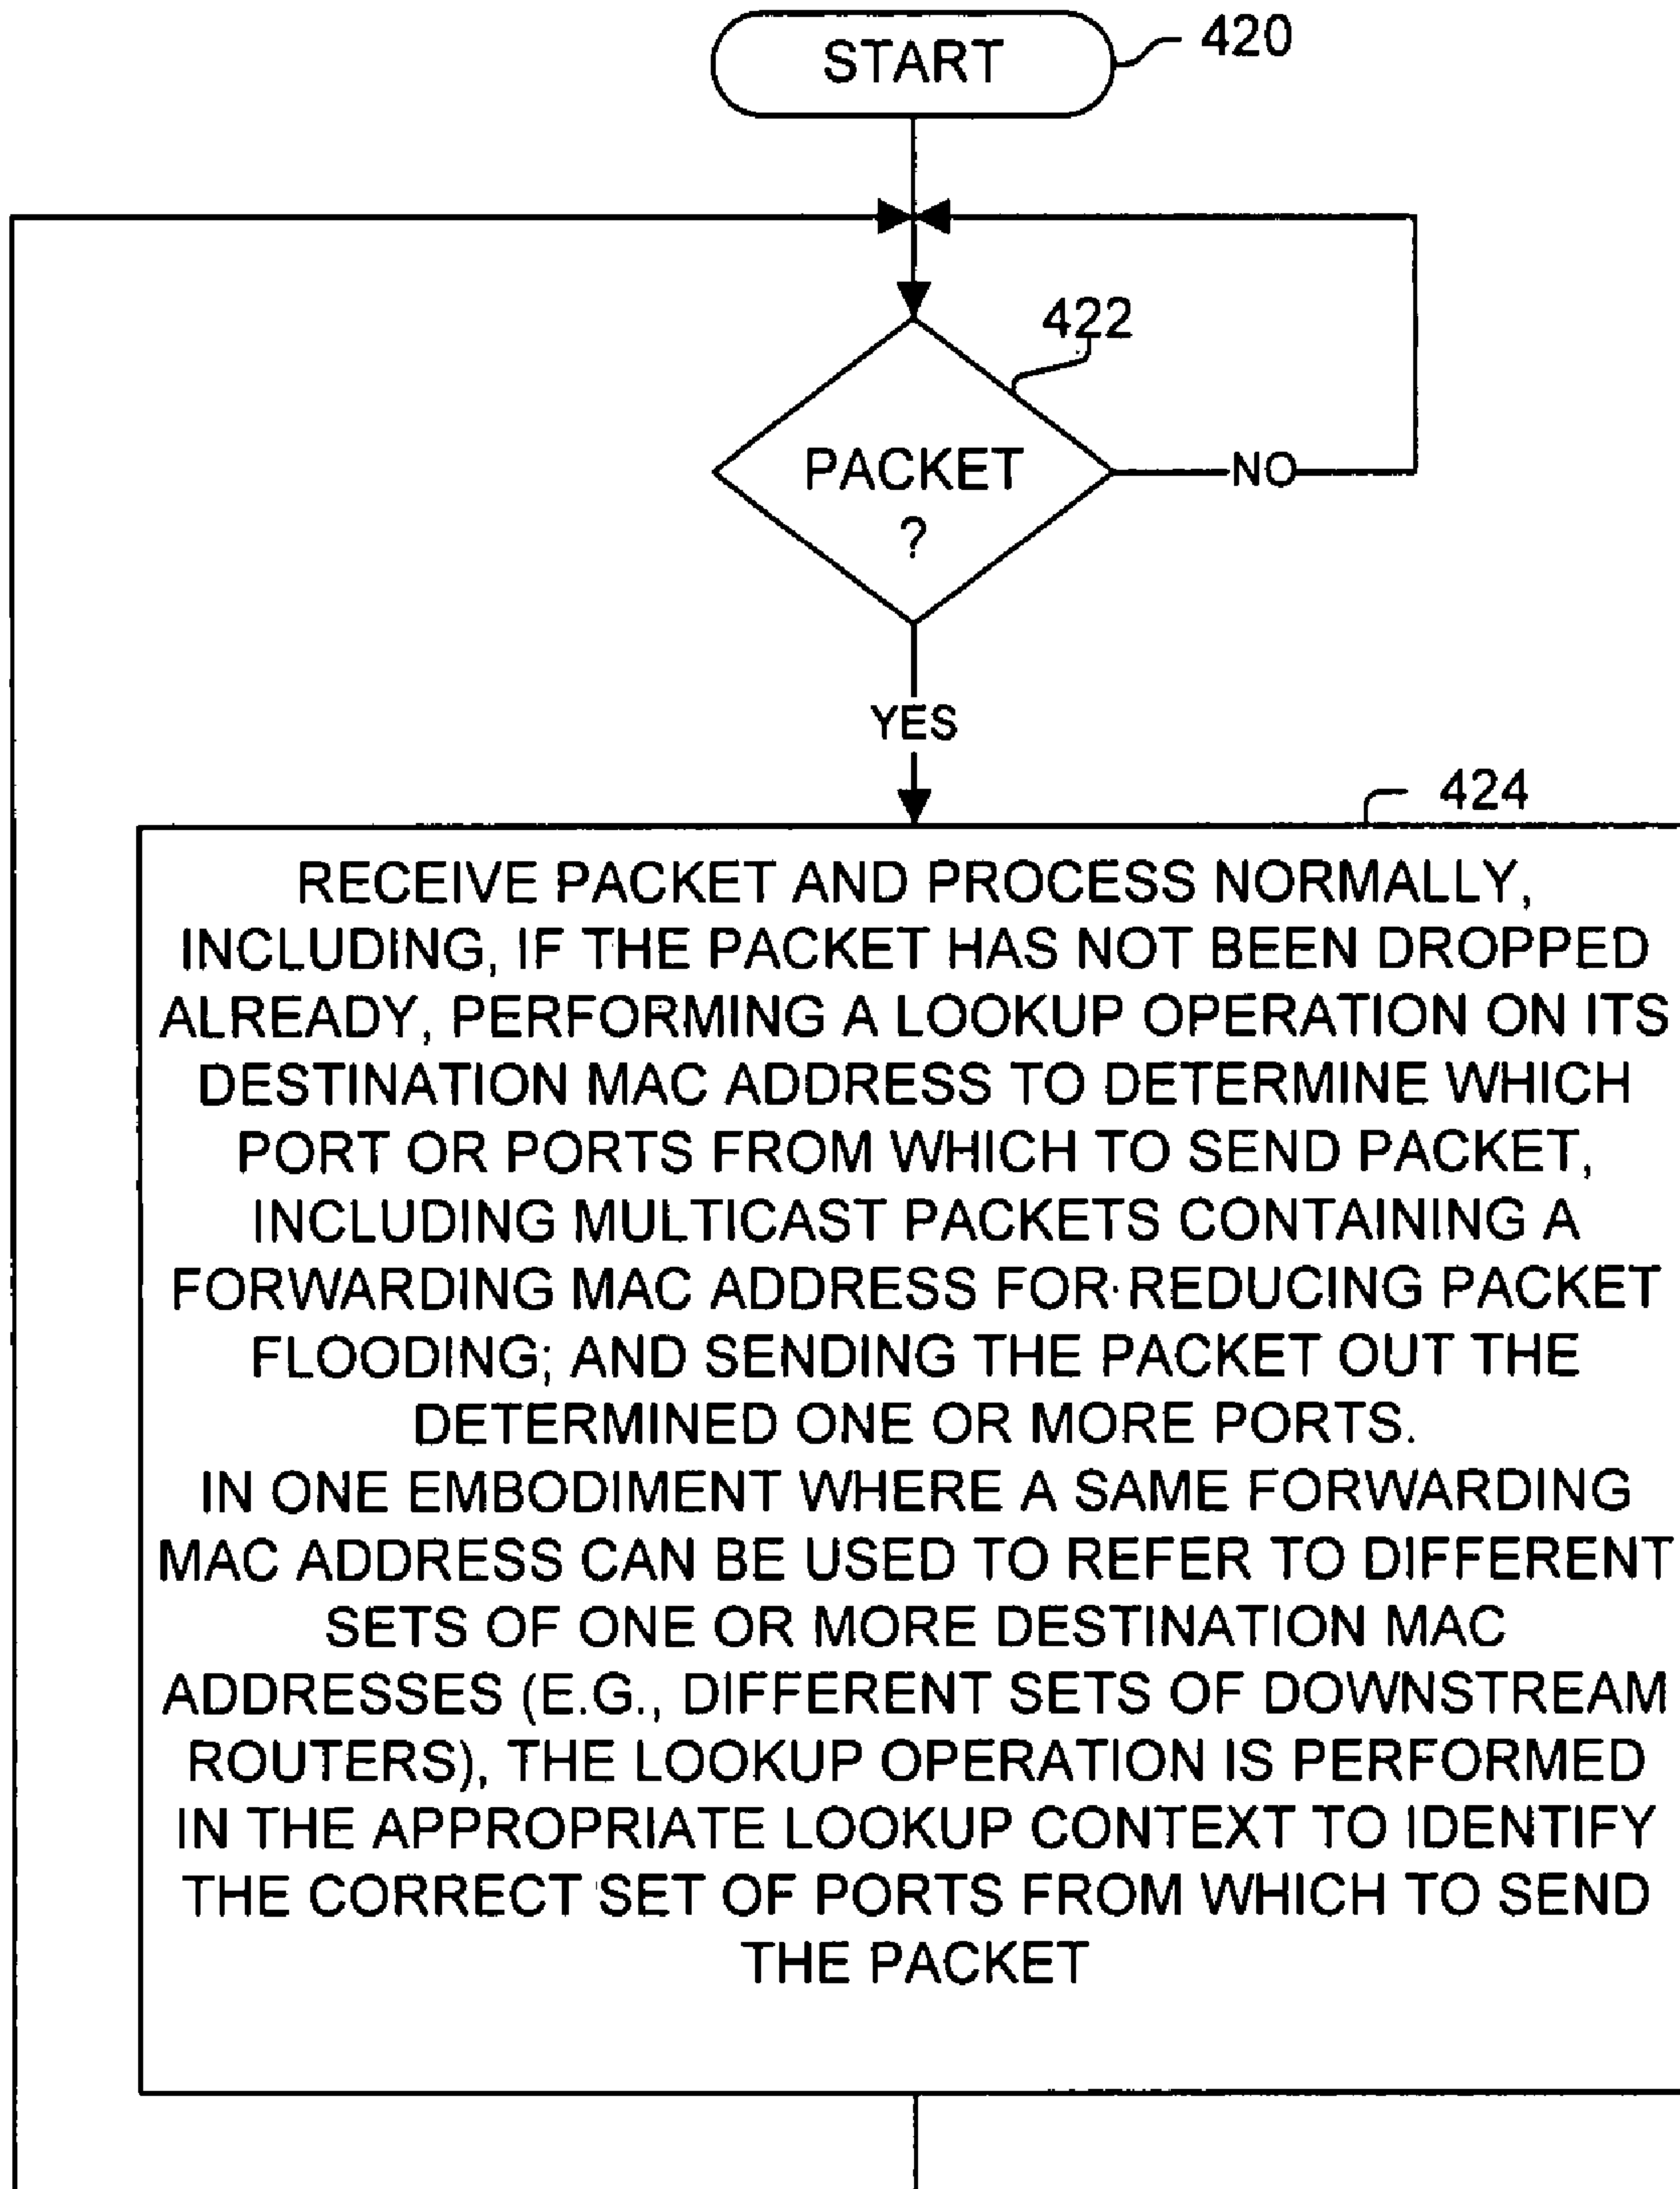 START
420
422
PACKET
?
NO
YES
424
RECEIVE PACKET AND PROCESS NORMALLY,
INCLUDING, IF THE PACKET HAS NOT BEEN DROPPED
ALREADY, PERFORMING A LOOKUP OPERATION ON ITS
DESTINATION MAC ADDRESS TO DETERMINE WHICH
PORT OR PORTS FROM WHICH TO SEND PACKET,
INCLUDING MULTICAST PACKETS CONTAINING A
FORWARDING MAC ADDRESS FOR REDUCING PACKET
FLOODING; AND SENDING THE PACKET OUT THE
DETERMINED ONE OR MORE PORTS.
IN ONE EMBODIMENT WHERE A SAME FORWARDING
MAC ADDRESS CAN BE USED TO REFER TO DIFFERENT
SETS OF ONE OR MORE DESTINATION MAC
ADDRESSES (E.G., DIFFERENT SETS OF DOWNSTREAM
ROUTERS), THE LOOKUP OPERATION IS PERFORMED
IN THE APPROPRIATE LOOKUP CONTEXT TO IDENTIFY
THE CORRECT SET OF PORTS FROM WHICH TO SEND
THE PACKET